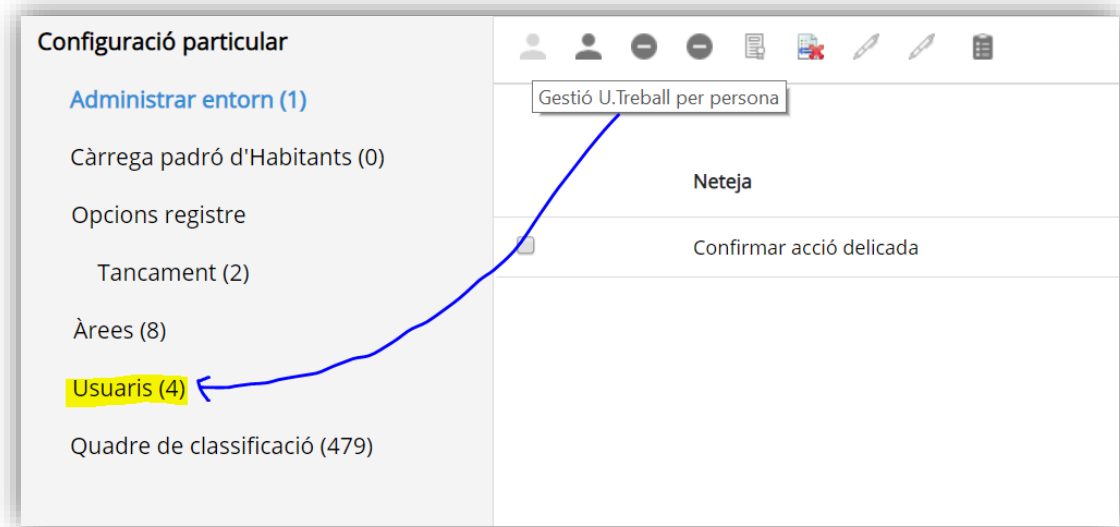 Configuració particular
Administrar entorn (1)
Càrrega padró d'Habitants (0)
Opcions registre
Tancament (2)
Àrees (8)
Usuaris (4)
Quadre de classificació (479)
Gestió U.Treball per persona
Neteja
Confirmar acció delicada